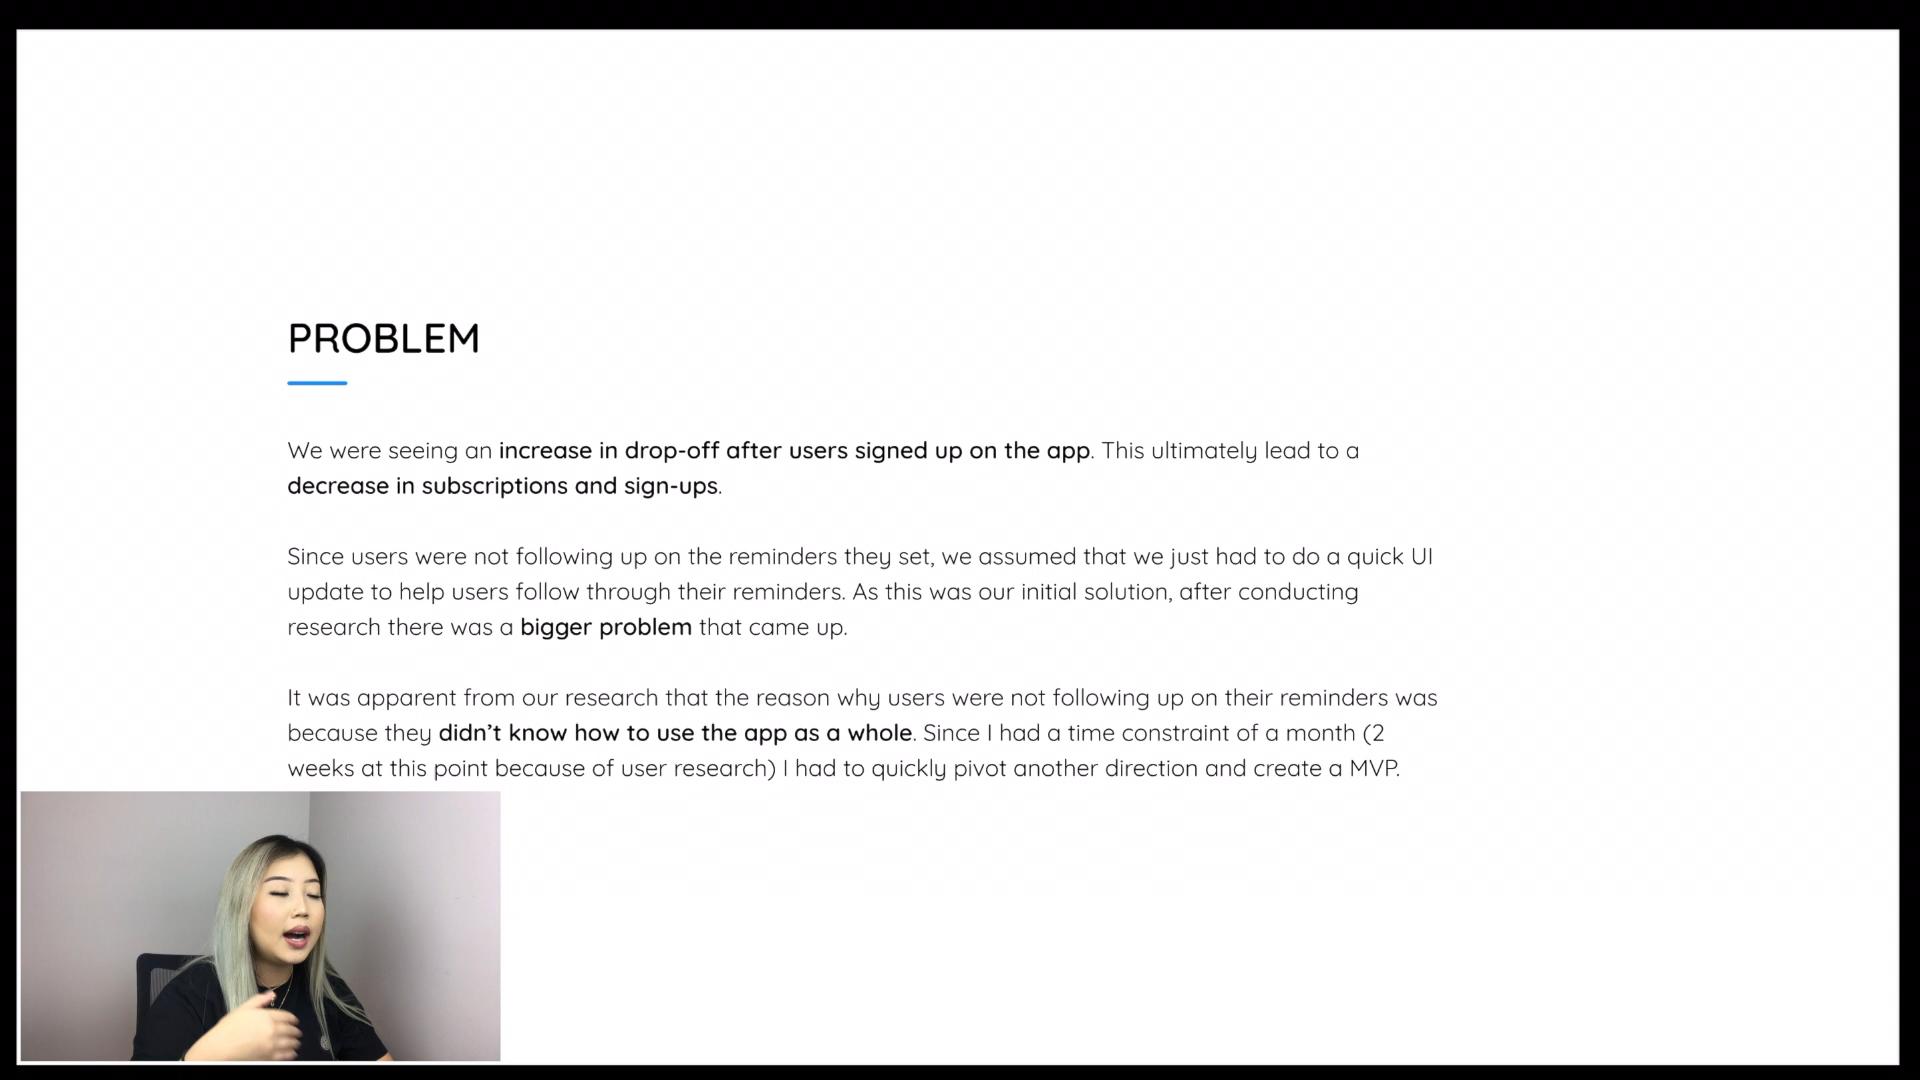 PROBLEM
We were seeing an increase in drop-off after users signed up on the app. This ultimately lead to a
decrease in subscriptions and sign-ups.
Since users were not following up on the reminders they set, we assumed that we just had to do a quick UI
update to help users follow through their reminders. As this was our initial solution, after conducting
research there was a bigger problem that came up.
It was apparent from our research that the reason why users were not following up on their reminders was
because they didn’t know how to use the app as a whole. Since I had a time constraint of a month (2
weeks at this point because of user research) I had to quickly pivot another direction and create a MVP.